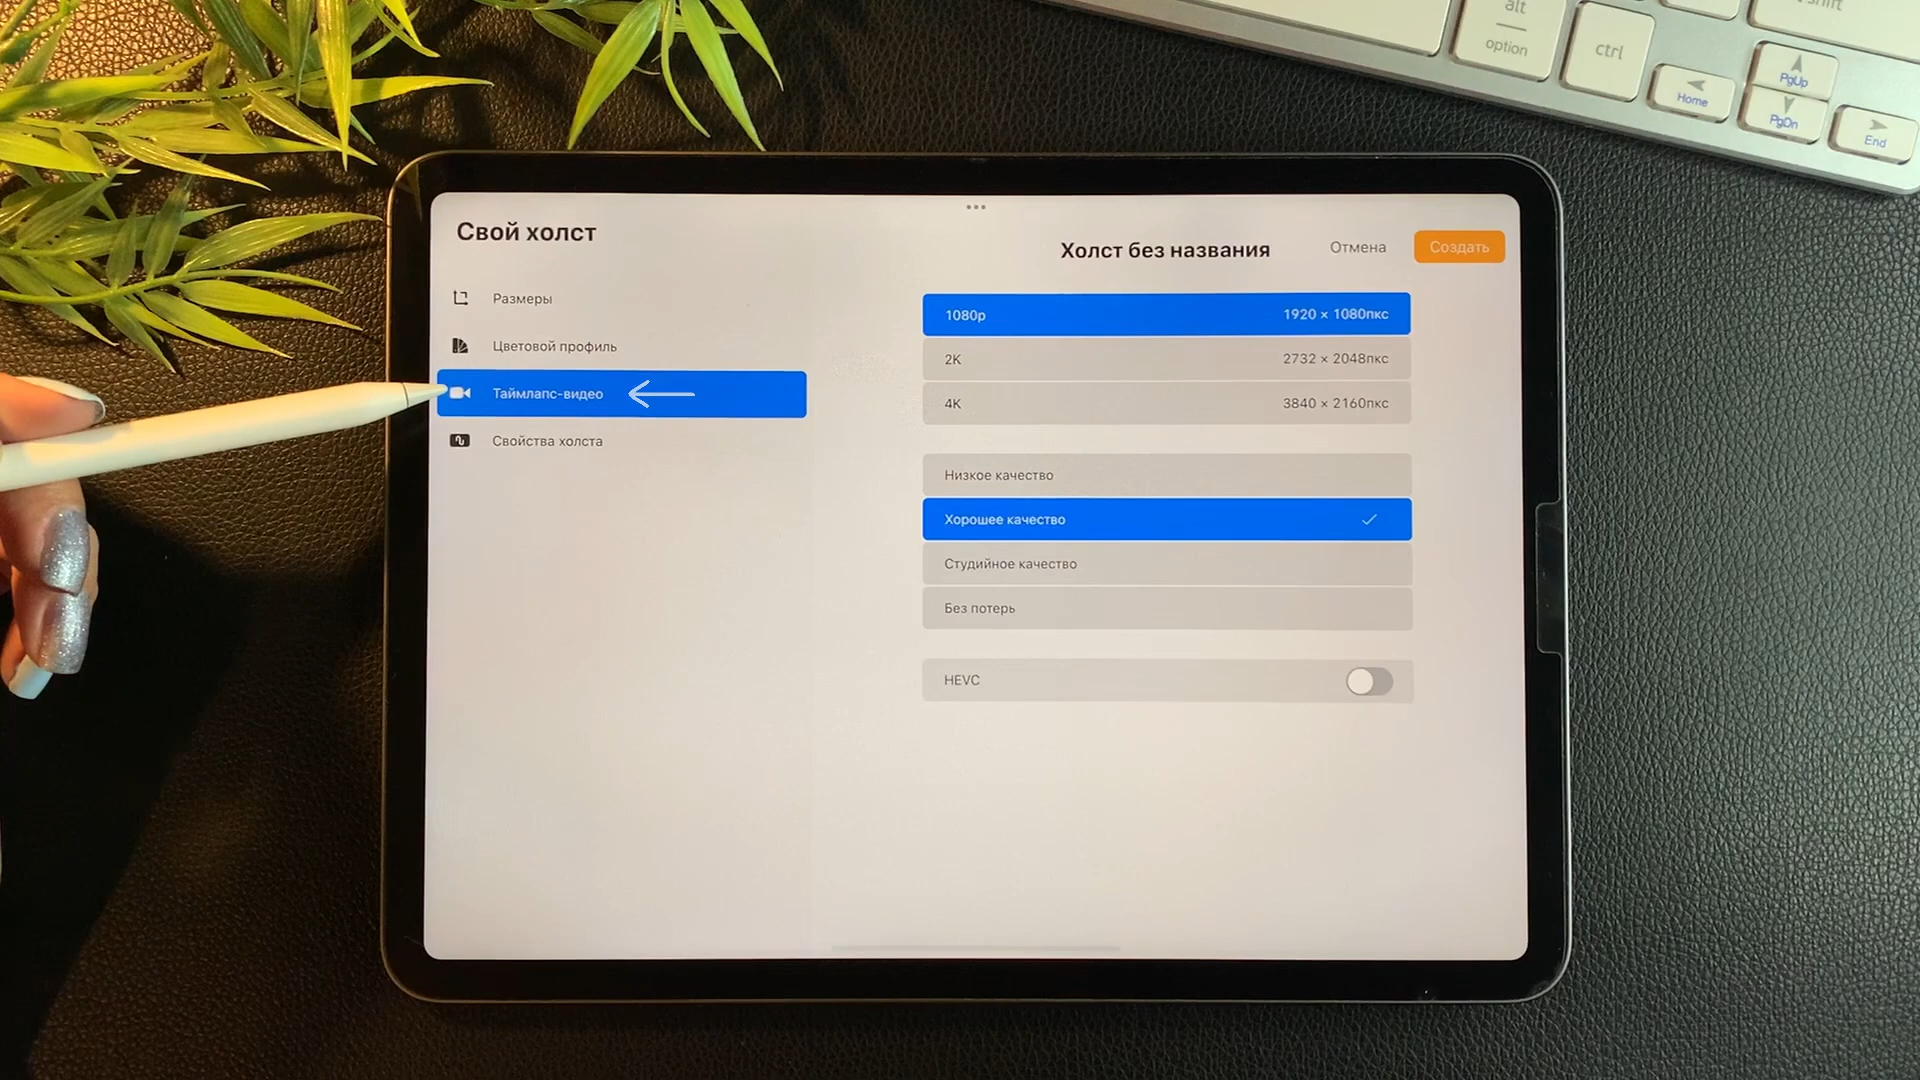 alt
option
ctrl
Home
PgUp
PgDn
End
Свой холст
Холст без названия
Отмена
Создать
Размеры
Цветовой профиль
Таймлапс-видео
Свойства холста
1080p 1920 × 1080пкс
2K 2732 × 2048пкс
4K 3840 × 2160пкс
Низкое качество
Хорошее качество
Студийное качество
Без потерь
HEVC